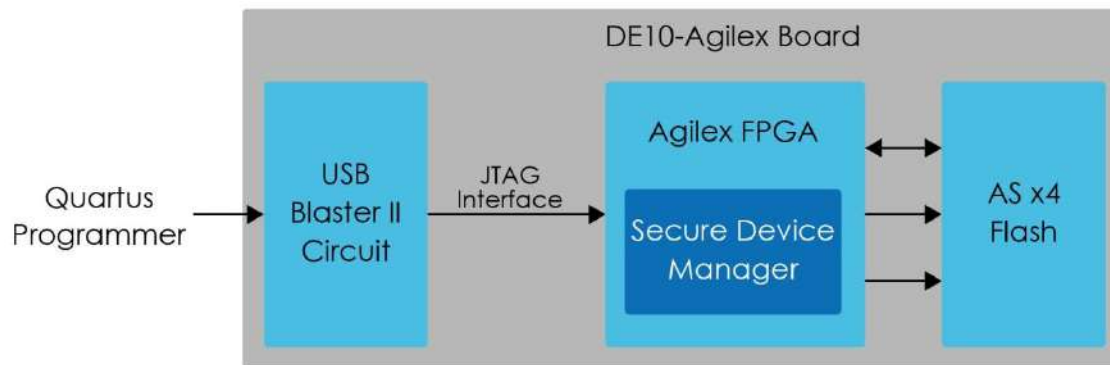 DE10-Agilex Board
Quartus
Programmer
USB
Blaster II
Circuit
JTAG
Interface
Agilex FPGA
Secure Device
Manager
AS x4
Flash